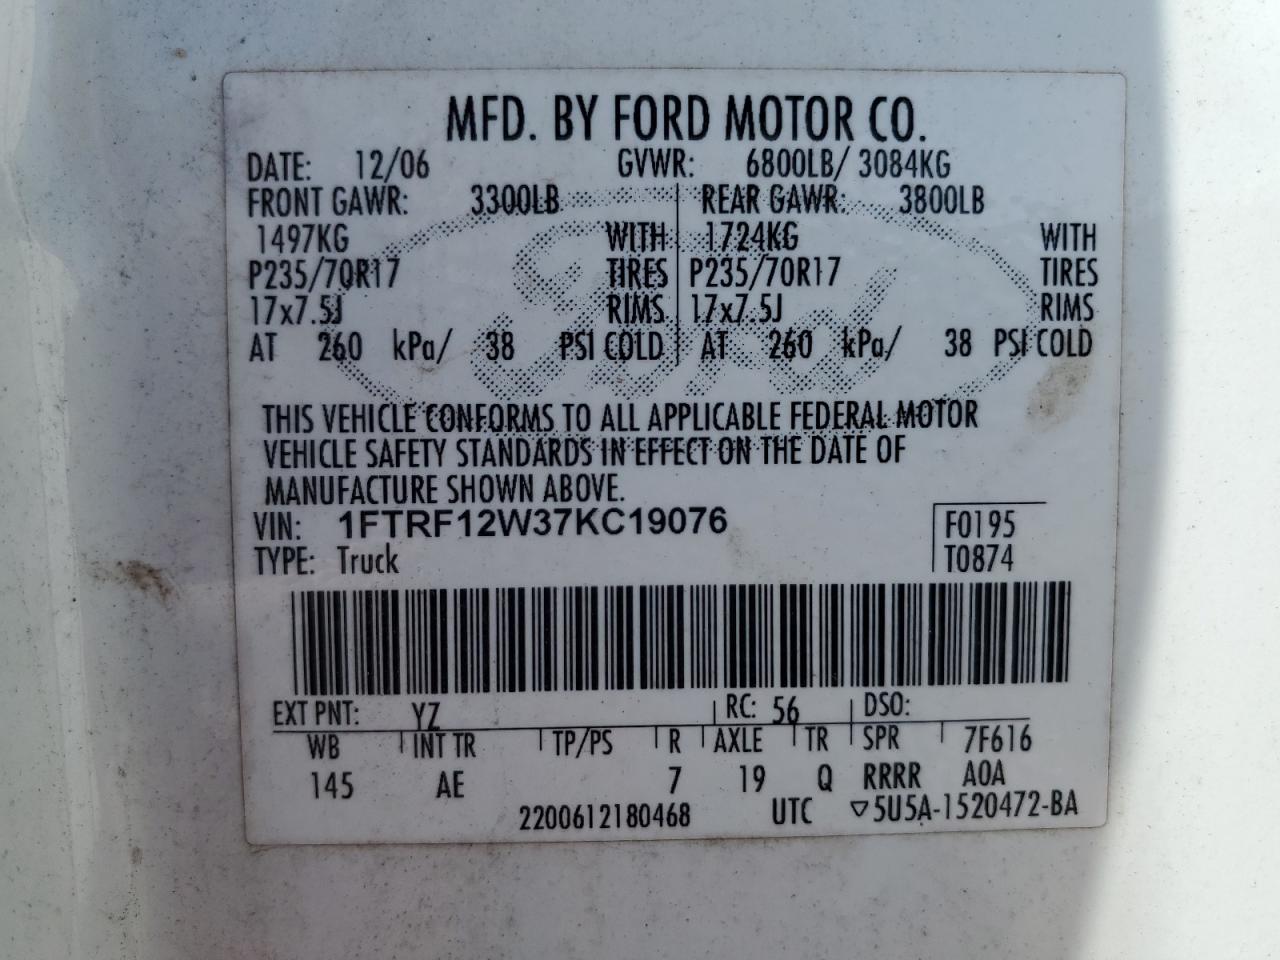 MFD. BY FORD MOTOR CO.
DATE: 12/06 GVWR: 6800LB/ 3084KG
FRONT GAWR: 3300LB REAR GAWR: 3800LB
1497KG WITH 1724KG WITH
P235/70R17 TIRES P235/70R17 TIRES
17x7.5J RIMS 17x7.5J RIMS
AT 260 kPa/ 38 PSI COLD AT 260 kPa/ 38 PSI COLD
Ford
THIS VEHICLE CONFORMS TO ALL APPLICABLE FEDERAL MOTOR
VEHICLE SAFETY STANDARDS IN EFFECT ON THE DATE OF
MANUFACTURE SHOWN ABOVE.
VIN: 1FTRF12W37KC19076 F0195
TYPE: Truck T0874
EXT PNT: YZ RC: 56 DSO:
WB INT TR TP/PS R AXLE TR SPR 7F616
145 AE 7 19 Q RRRR A0A
2200612180468 UTC ▽5U5A-1520472-BA